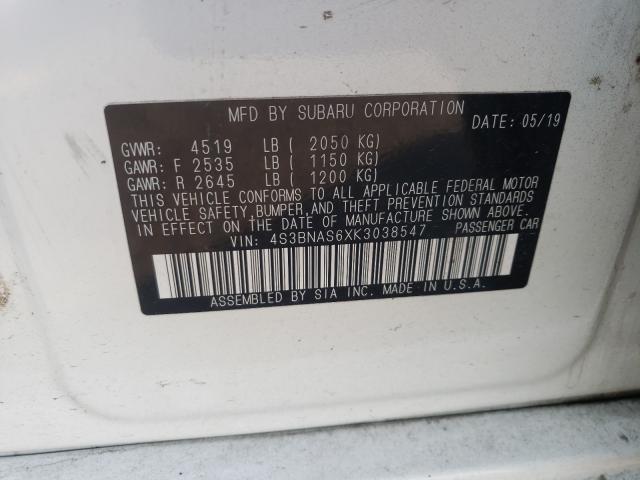 MFD BY SUBARU CORPORATION
DATE: 05/19
GVWR: 4519 LB ( 2050 KG)
GAWR: F 2535 LB ( 1150 KG)
GAWR: R 2645 LB ( 1200 KG)
THIS VEHICLE CONFORMS TO ALL APPLICABLE FEDERAL MOTOR
VEHICLE SAFETY, BUMPER, AND THEFT PREVENTION STANDARDS
IN EFFECT ON THE DATE OF MANUFACTURE SHOWN ABOVE.
VIN: 4S3BNAS6XK3038547 PASSENGER CAR
ASSEMBLED BY SIA INC. MADE IN U.S.A.